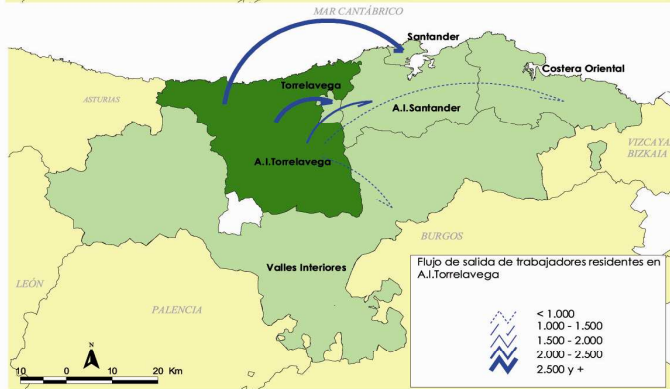 MAR CANTÁBRICO
Santander
Costera Oriental
Torrelavega
ASTURIAS
A.I.Santander
VIZCAYA
BIZKAIA
A.I.Torrelavega
BURGOS
Valles Interiores
LEÓN
PALENCIA
Flujo de salida de trabajadores residentes en
A.I.Torrelavega
< 1.000
1.000 - 1.500
1.500 - 2.000
2.000 - 2.500
2.500 y +
N
10 0 10 20 Km